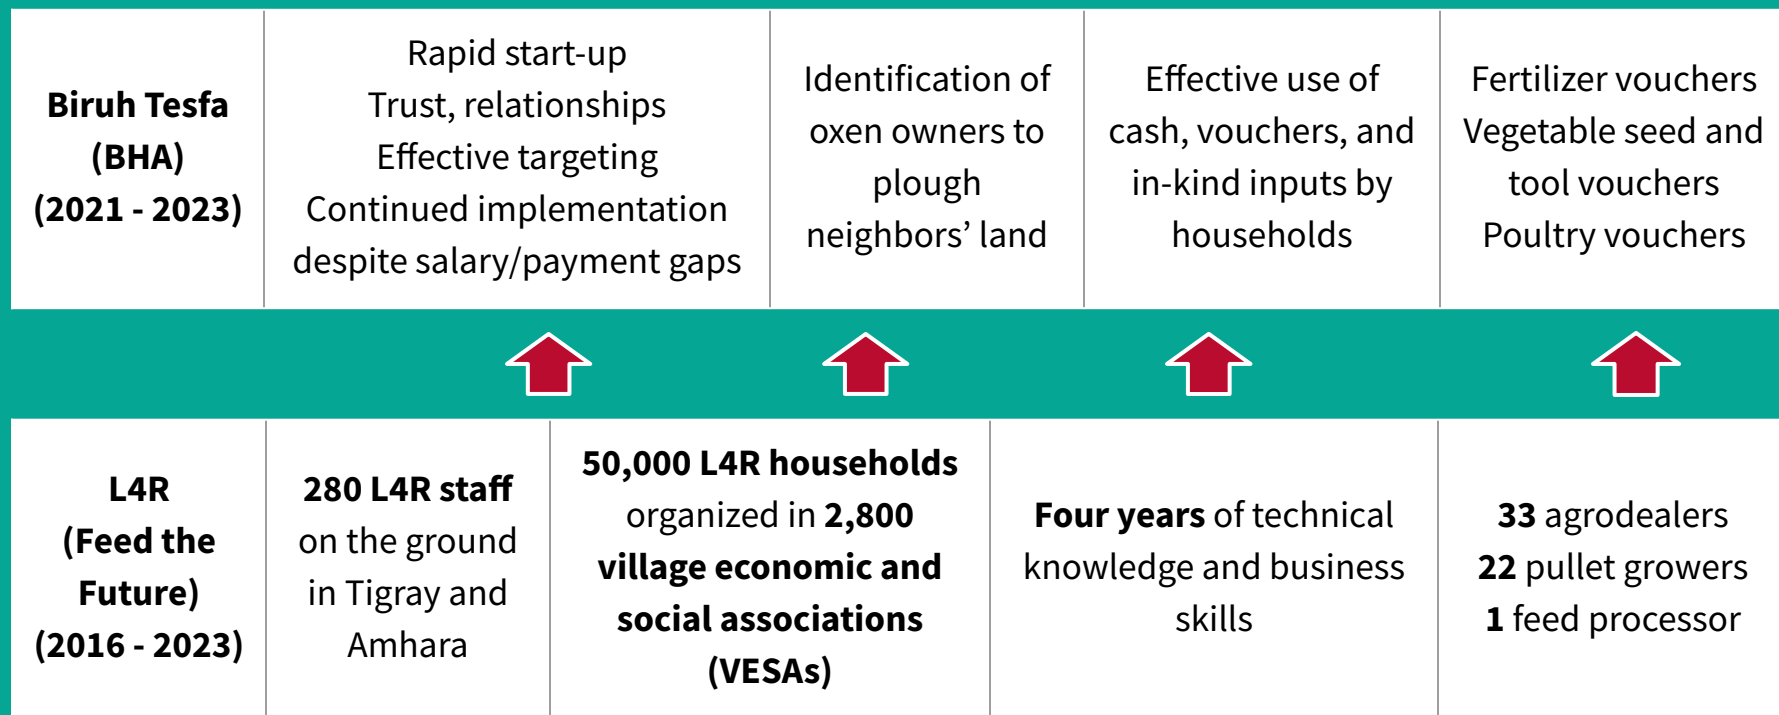 Biruh Tesfa
(BHA)
(2021 - 2023)
Rapid start-up
Trust, relationships
Effective targeting
Continued implementation
despite salary/payment gaps
Identification of
oxen owners to
plough
neighbors’ land
Effective use of
cash, vouchers, and
in-kind inputs by
households
Fertilizer vouchers
Vegetable seed and
tool vouchers
Poultry vouchers
L4R
(Feed the
Future)
(2016 - 2023)
280 L4R staff
on the ground
in Tigray and
Amhara
50,000 L4R households
organized in 2,800
village economic and
social associations
(VESAs)
Four years of technical
knowledge and business
skills
33 agrodealers
22 pullet growers
1 feed processor